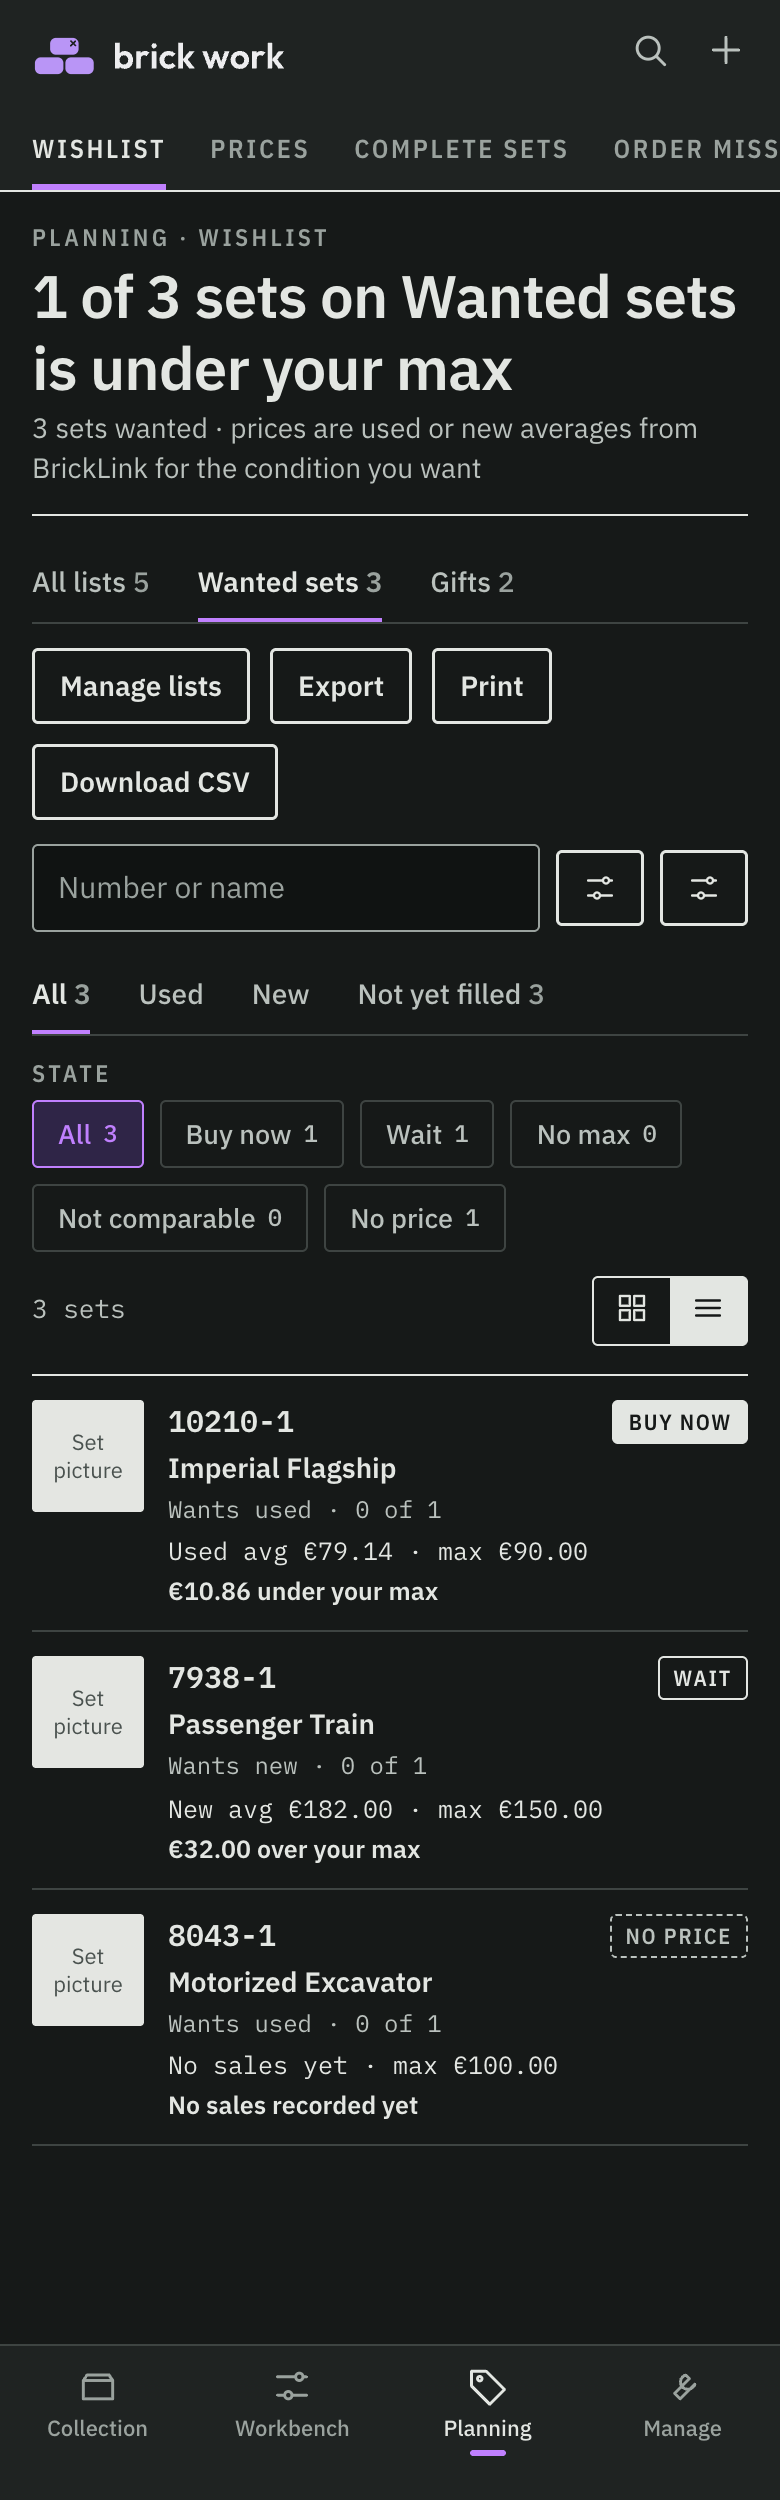 brick work
WISHLIST PRICES COMPLETE SETS ORDER MISS
PLANNING · WISHLIST
1 of 3 sets on Wanted sets
is under your max
3 sets wanted · prices are used or new averages from
BrickLink for the condition you want
All lists 5 Wanted sets 3 Gifts 2
Manage lists Export Print
Download CSV
Number or name
All 3 Used New Not yet filled 3
STATE
All 3 Buy now 1 Wait 1 No max 0
Not comparable 0 No price 1
3 sets
Set
picture
10210-1
BUY NOW
Imperial Flagship
Wants used · 0 of 1
Used avg €79.14 · max €90.00
€10.86 under your max
Set
picture
7938-1
WAIT
Passenger Train
Wants new · 0 of 1
New avg €182.00 · max €150.00
€32.00 over your max
Set
picture
8043-1
NO PRICE
Motorized Excavator
Wants used · 0 of 1
No sales yet · max €100.00
No sales recorded yet
Collection Workbench Planning Manage